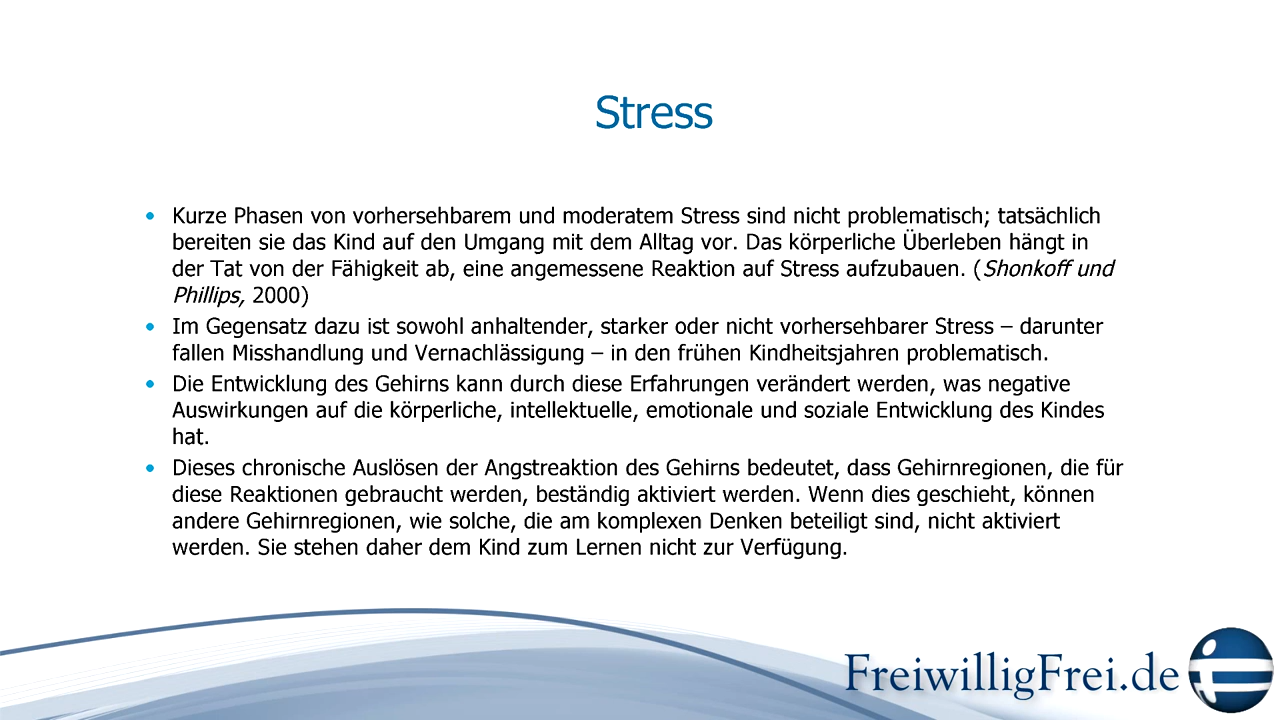 Stress
• Kurze Phasen von vorhersehbarem und moderatem Stress sind nicht problematisch; tatsächlich
bereiten sie das Kind auf den Umgang mit dem Alltag vor. Das körperliche Überleben hängt in
der Tat von der Fähigkeit ab, eine angemessene Reaktion auf Stress aufzubauen. (Shonkoff und
Phillips, 2000)
• Im Gegensatz dazu ist sowohl anhaltender, starker oder nicht vorhersehbarer Stress – darunter
fallen Misshandlung und Vernachlässigung – in den frühen Kindheitsjahren problematisch.
• Die Entwicklung des Gehirns kann durch diese Erfahrungen verändert werden, was negative
Auswirkungen auf die körperliche, intellektuelle, emotionale und soziale Entwicklung des Kindes
hat.
• Dieses chronische Auslösen der Angstreaktion des Gehirns bedeutet, dass Gehirnregionen, die für
diese Reaktionen gebraucht werden, beständig aktiviert werden. Wenn dies geschieht, können
andere Gehirnregionen, wie solche, die am komplexen Denken beteiligt sind, nicht aktiviert
werden. Sie stehen daher dem Kind zum Lernen nicht zur Verfügung.
FreiwilligFrei.de